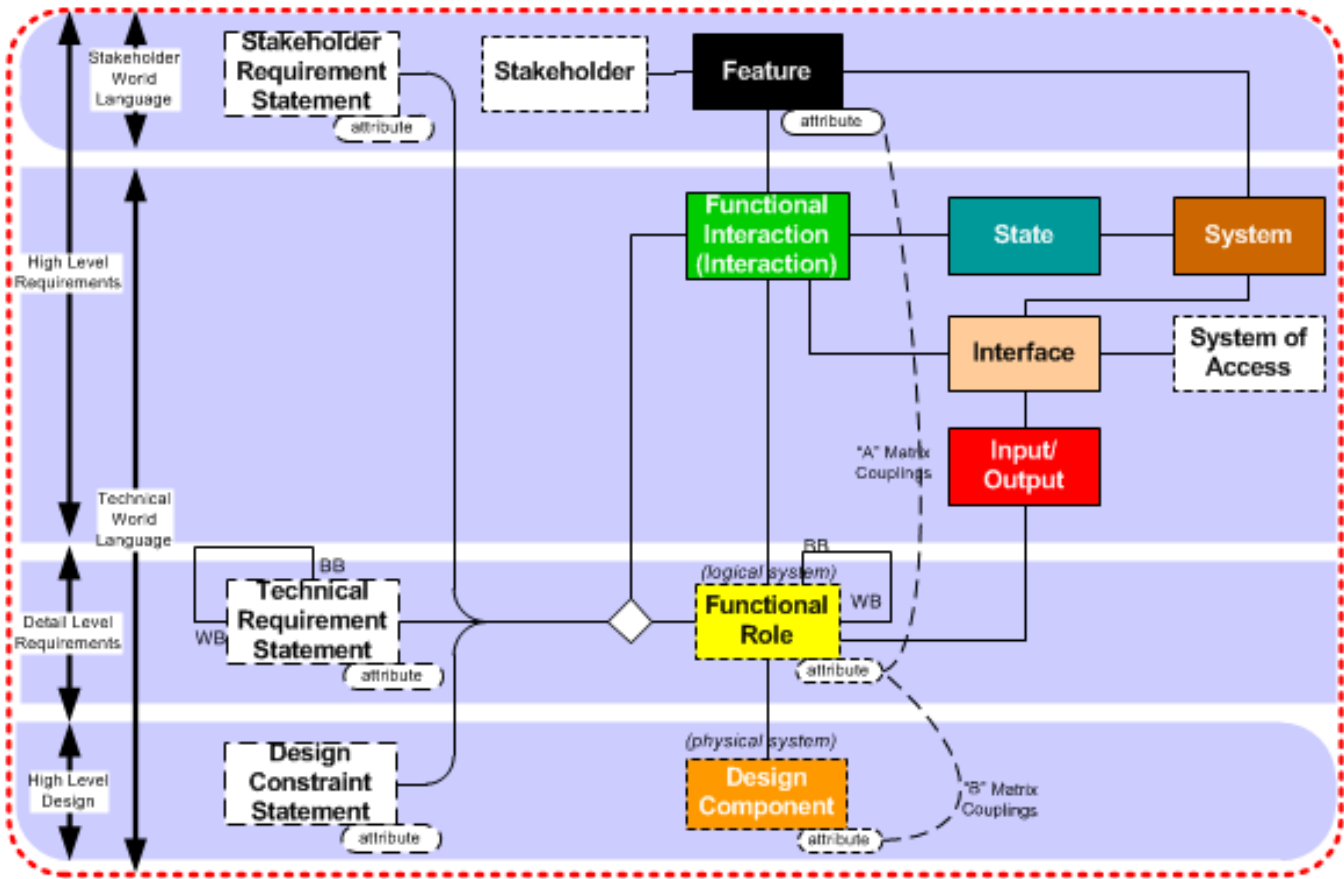 Stakeholder
World
Language
Stakeholder
Requirement
Statement
attribute
Stakeholder
Feature
attribute
High Level
Requirements
Functional
Interaction
(Interaction)
State
System
Interface
System of
Access
"A" Matrix
Couplings
Input/
Output
Technical
World
Language
BB
Technical
Requirement
Statement
WB
attribute
Detail Level
Requirements
BB
(logical system)
Functional
Role
WB
attribute
High Level
Design
Design
Constraint
Statement
attribute
(physical system)
Design
Component
attribute
"B" Matrix
Couplings